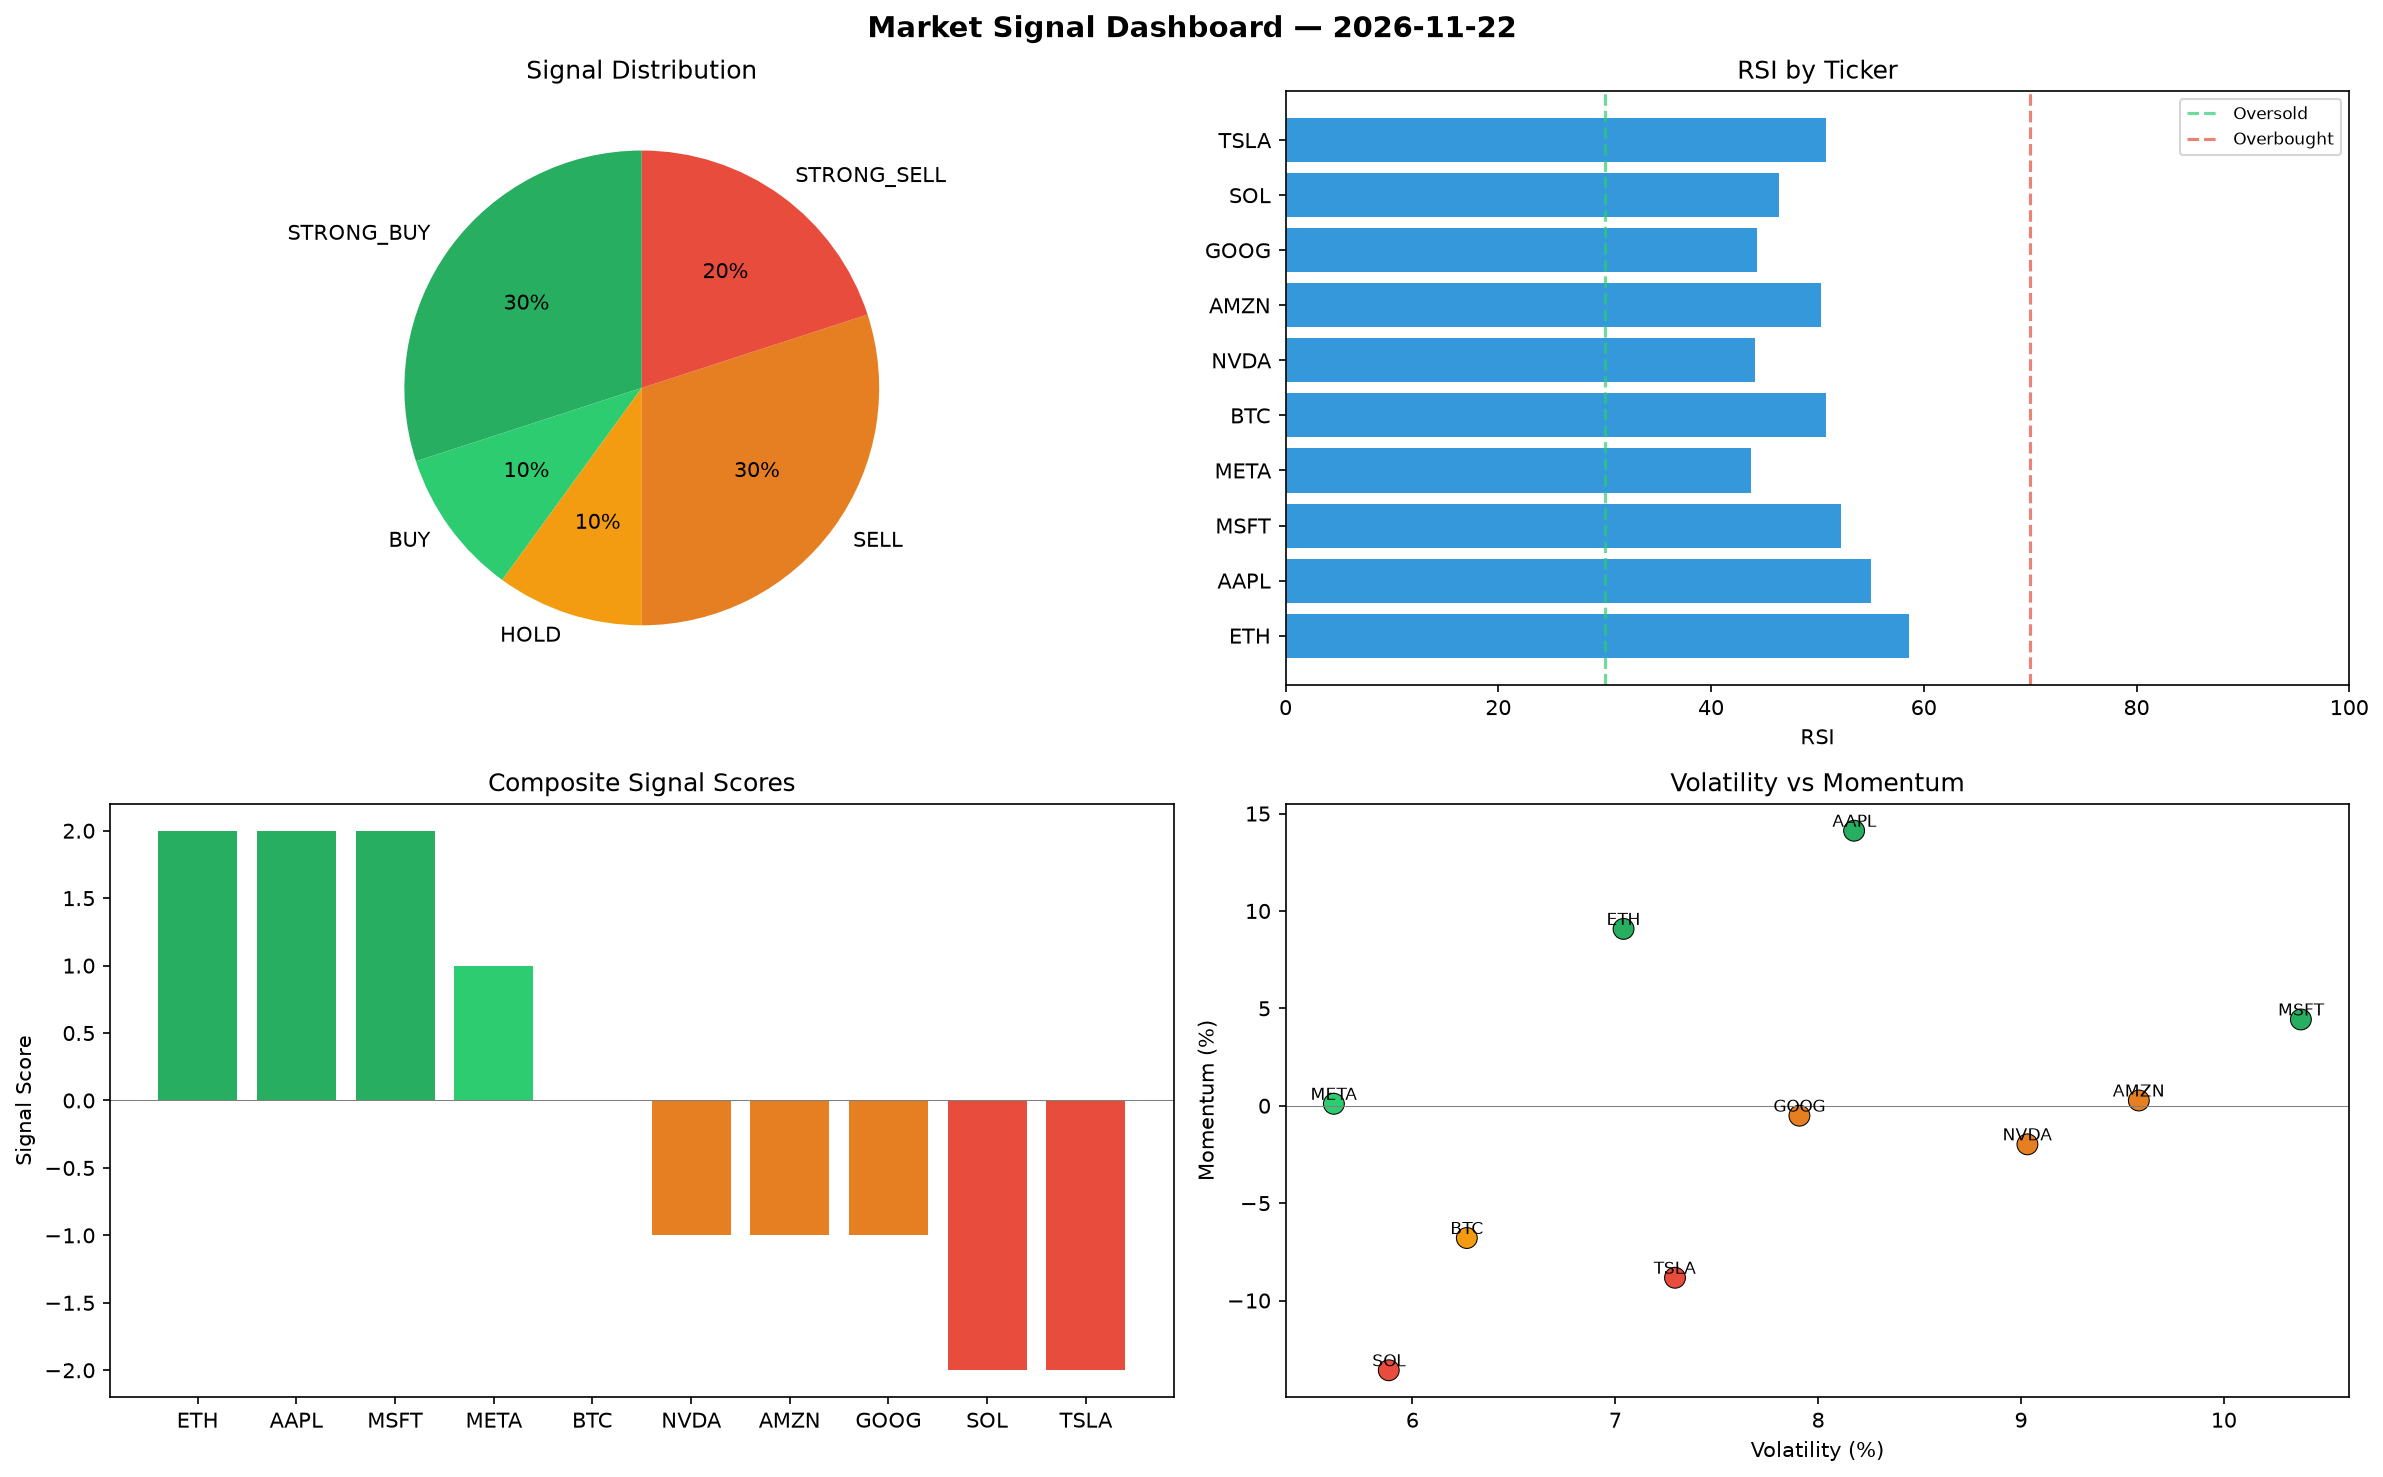 Market Signal Dashboard — 2026-11-22
Signal Distribution
STRONG_SELL
STRONG_BUY
20%
30%
10%
30%
10%
BUY
SELL
HOLD
RSI by Ticker
Oversold
Overbought
TSLA
SOL
GOOG
AMZN
NVDA
BTC
META
MSFT
AAPL
ETH
0 20 40 60 80 100
RSI
Composite Signal Scores
Signal Score
2.0
1.5
1.0
0.5
0.0
−0.5
−1.0
−1.5
−2.0
ETH AAPL MSFT META BTC NVDA AMZN GOOG SOL TSLA
Volatility vs Momentum
Momentum (%)
15
10
5
0
−5
−10
AAPL
ETH
MSFT
META
AMZN
GOOG
NVDA
BTC
TSLA
SOL
6 7 8 9 10
Volatility (%)